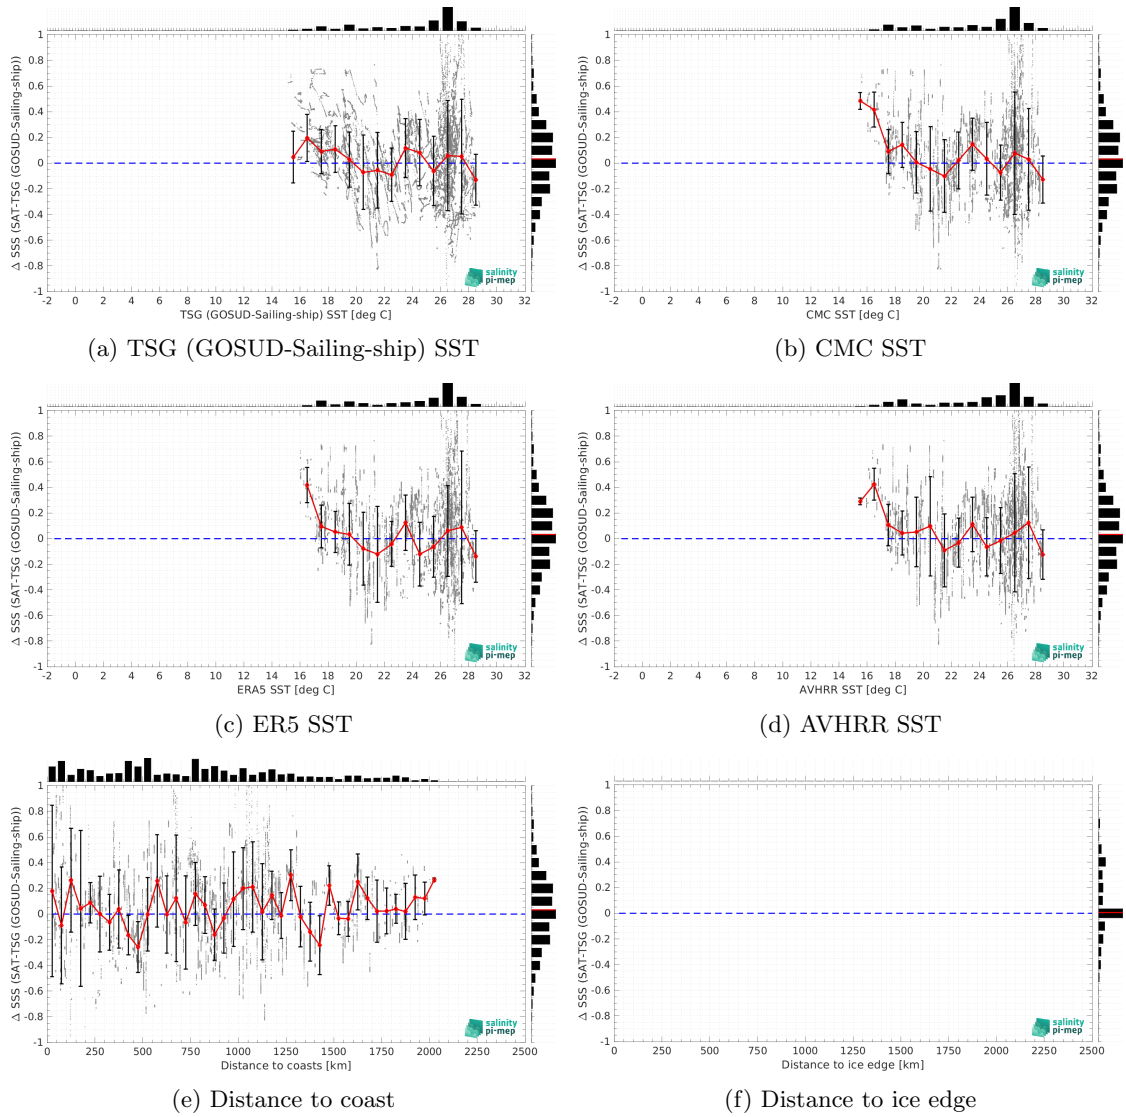 1
0.8
0.6
0.4
0.2
0
-0.2
-0.4
-0.6
-0.8
-1
Δ SSS (SAT-TSG (GOSUD-Sailing-ship))
salinity
pi-mep
-2 0 2 4 6 8 10 12 14 16 18 20 22 24 26 28 30 32
TSG (GOSUD-Sailing-ship) SST [deg C]
(a) TSG (GOSUD-Sailing-ship) SST
1
0.8
0.6
0.4
0.2
0
-0.2
-0.4
-0.6
-0.8
-1
Δ SSS (SAT-TSG (GOSUD-Sailing-ship))
salinity
pi-mep
-2 0 2 4 6 8 10 12 14 16 18 20 22 24 26 28 30 32
CMC SST [deg C]
(b) CMC SST
1
0.8
0.6
0.4
0.2
0
-0.2
-0.4
-0.6
-0.8
-1
Δ SSS (SAT-TSG (GOSUD-Sailing-ship))
salinity
pi-mep
-2 0 2 4 6 8 10 12 14 16 18 20 22 24 26 28 30 32
ERA5 SST [deg C]
(c) ER5 SST
1
0.8
0.6
0.4
0.2
0
-0.2
-0.4
-0.6
-0.8
-1
Δ SSS (SAT-TSG (GOSUD-Sailing-ship))
salinity
pi-mep
-2 0 2 4 6 8 10 12 14 16 18 20 22 24 26 28 30 32
AVHRR SST [deg C]
(d) AVHRR SST
1
0.8
0.6
0.4
0.2
0
-0.2
-0.4
-0.6
-0.8
-1
Δ SSS (SAT-TSG (GOSUD-Sailing-ship))
salinity
pi-mep
0 250 500 750 1000 1250 1500 1750 2000 2250 2500
Distance to coasts [km]
(e) Distance to coast
1
0.8
0.6
0.4
0.2
0
-0.2
-0.4
-0.6
-0.8
-1
Δ SSS (SAT-TSG (GOSUD-Sailing-ship))
salinity
pi-mep
0 250 500 750 1000 1250 1500 1750 2000 2250 2500
Distance to ice edge [km]
(f) Distance to ice edge